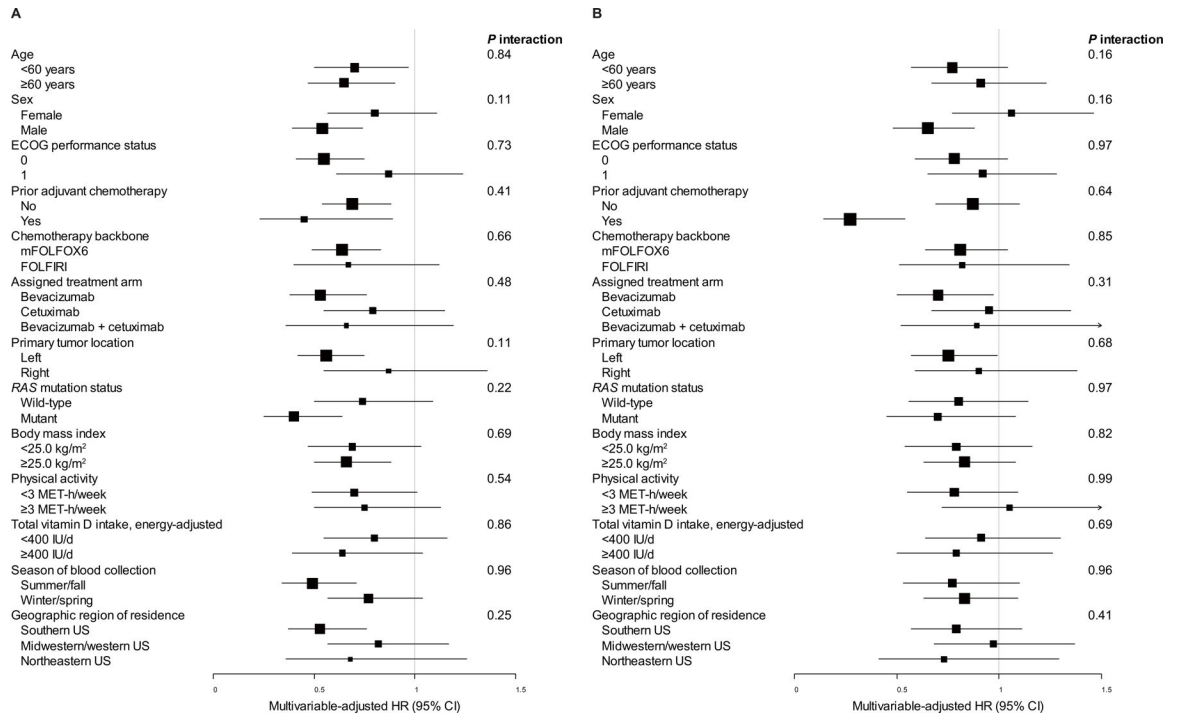 A
P interaction
Age 0.84
<60 years
≥60 years
Sex 0.11
Female
Male
ECOG performance status 0.73
0
1
Prior adjuvant chemotherapy 0.41
No
Yes
Chemotherapy backbone 0.66
mFOLFOX6
FOLFIRI
Assigned treatment arm 0.48
Bevacizumab
Cetuximab
Bevacizumab + cetuximab
Primary tumor location 0.11
Left
Right
RAS mutation status 0.22
Wild-type
Mutant
Body mass index 0.69
<25.0 kg/m²
≥25.0 kg/m²
Physical activity 0.54
<3 MET-h/week
≥3 MET-h/week
Total vitamin D intake, energy-adjusted 0.86
<400 IU/d
≥400 IU/d
Season of blood collection 0.96
Summer/fall
Winter/spring
Geographic region of residence 0.25
Southern US
Midwestern/western US
Northeastern US
0 0.5 1 1.5
Multivariable-adjusted HR (95% CI)
B
P interaction
Age 0.16
<60 years
≥60 years
Sex 0.16
Female
Male
ECOG performance status 0.97
0
1
Prior adjuvant chemotherapy 0.64
No
Yes
Chemotherapy backbone 0.85
mFOLFOX6
FOLFIRI
Assigned treatment arm 0.31
Bevacizumab
Cetuximab
Bevacizumab + cetuximab
Primary tumor location 0.68
Left
Right
RAS mutation status 0.97
Wild-type
Mutant
Body mass index 0.82
<25.0 kg/m²
≥25.0 kg/m²
Physical activity 0.99
<3 MET-h/week
≥3 MET-h/week
Total vitamin D intake, energy-adjusted 0.69
<400 IU/d
≥400 IU/d
Season of blood collection 0.96
Summer/fall
Winter/spring
Geographic region of residence 0.41
Southern US
Midwestern/western US
Northeastern US
0 0.5 1 1.5
Multivariable-adjusted HR (95% CI)